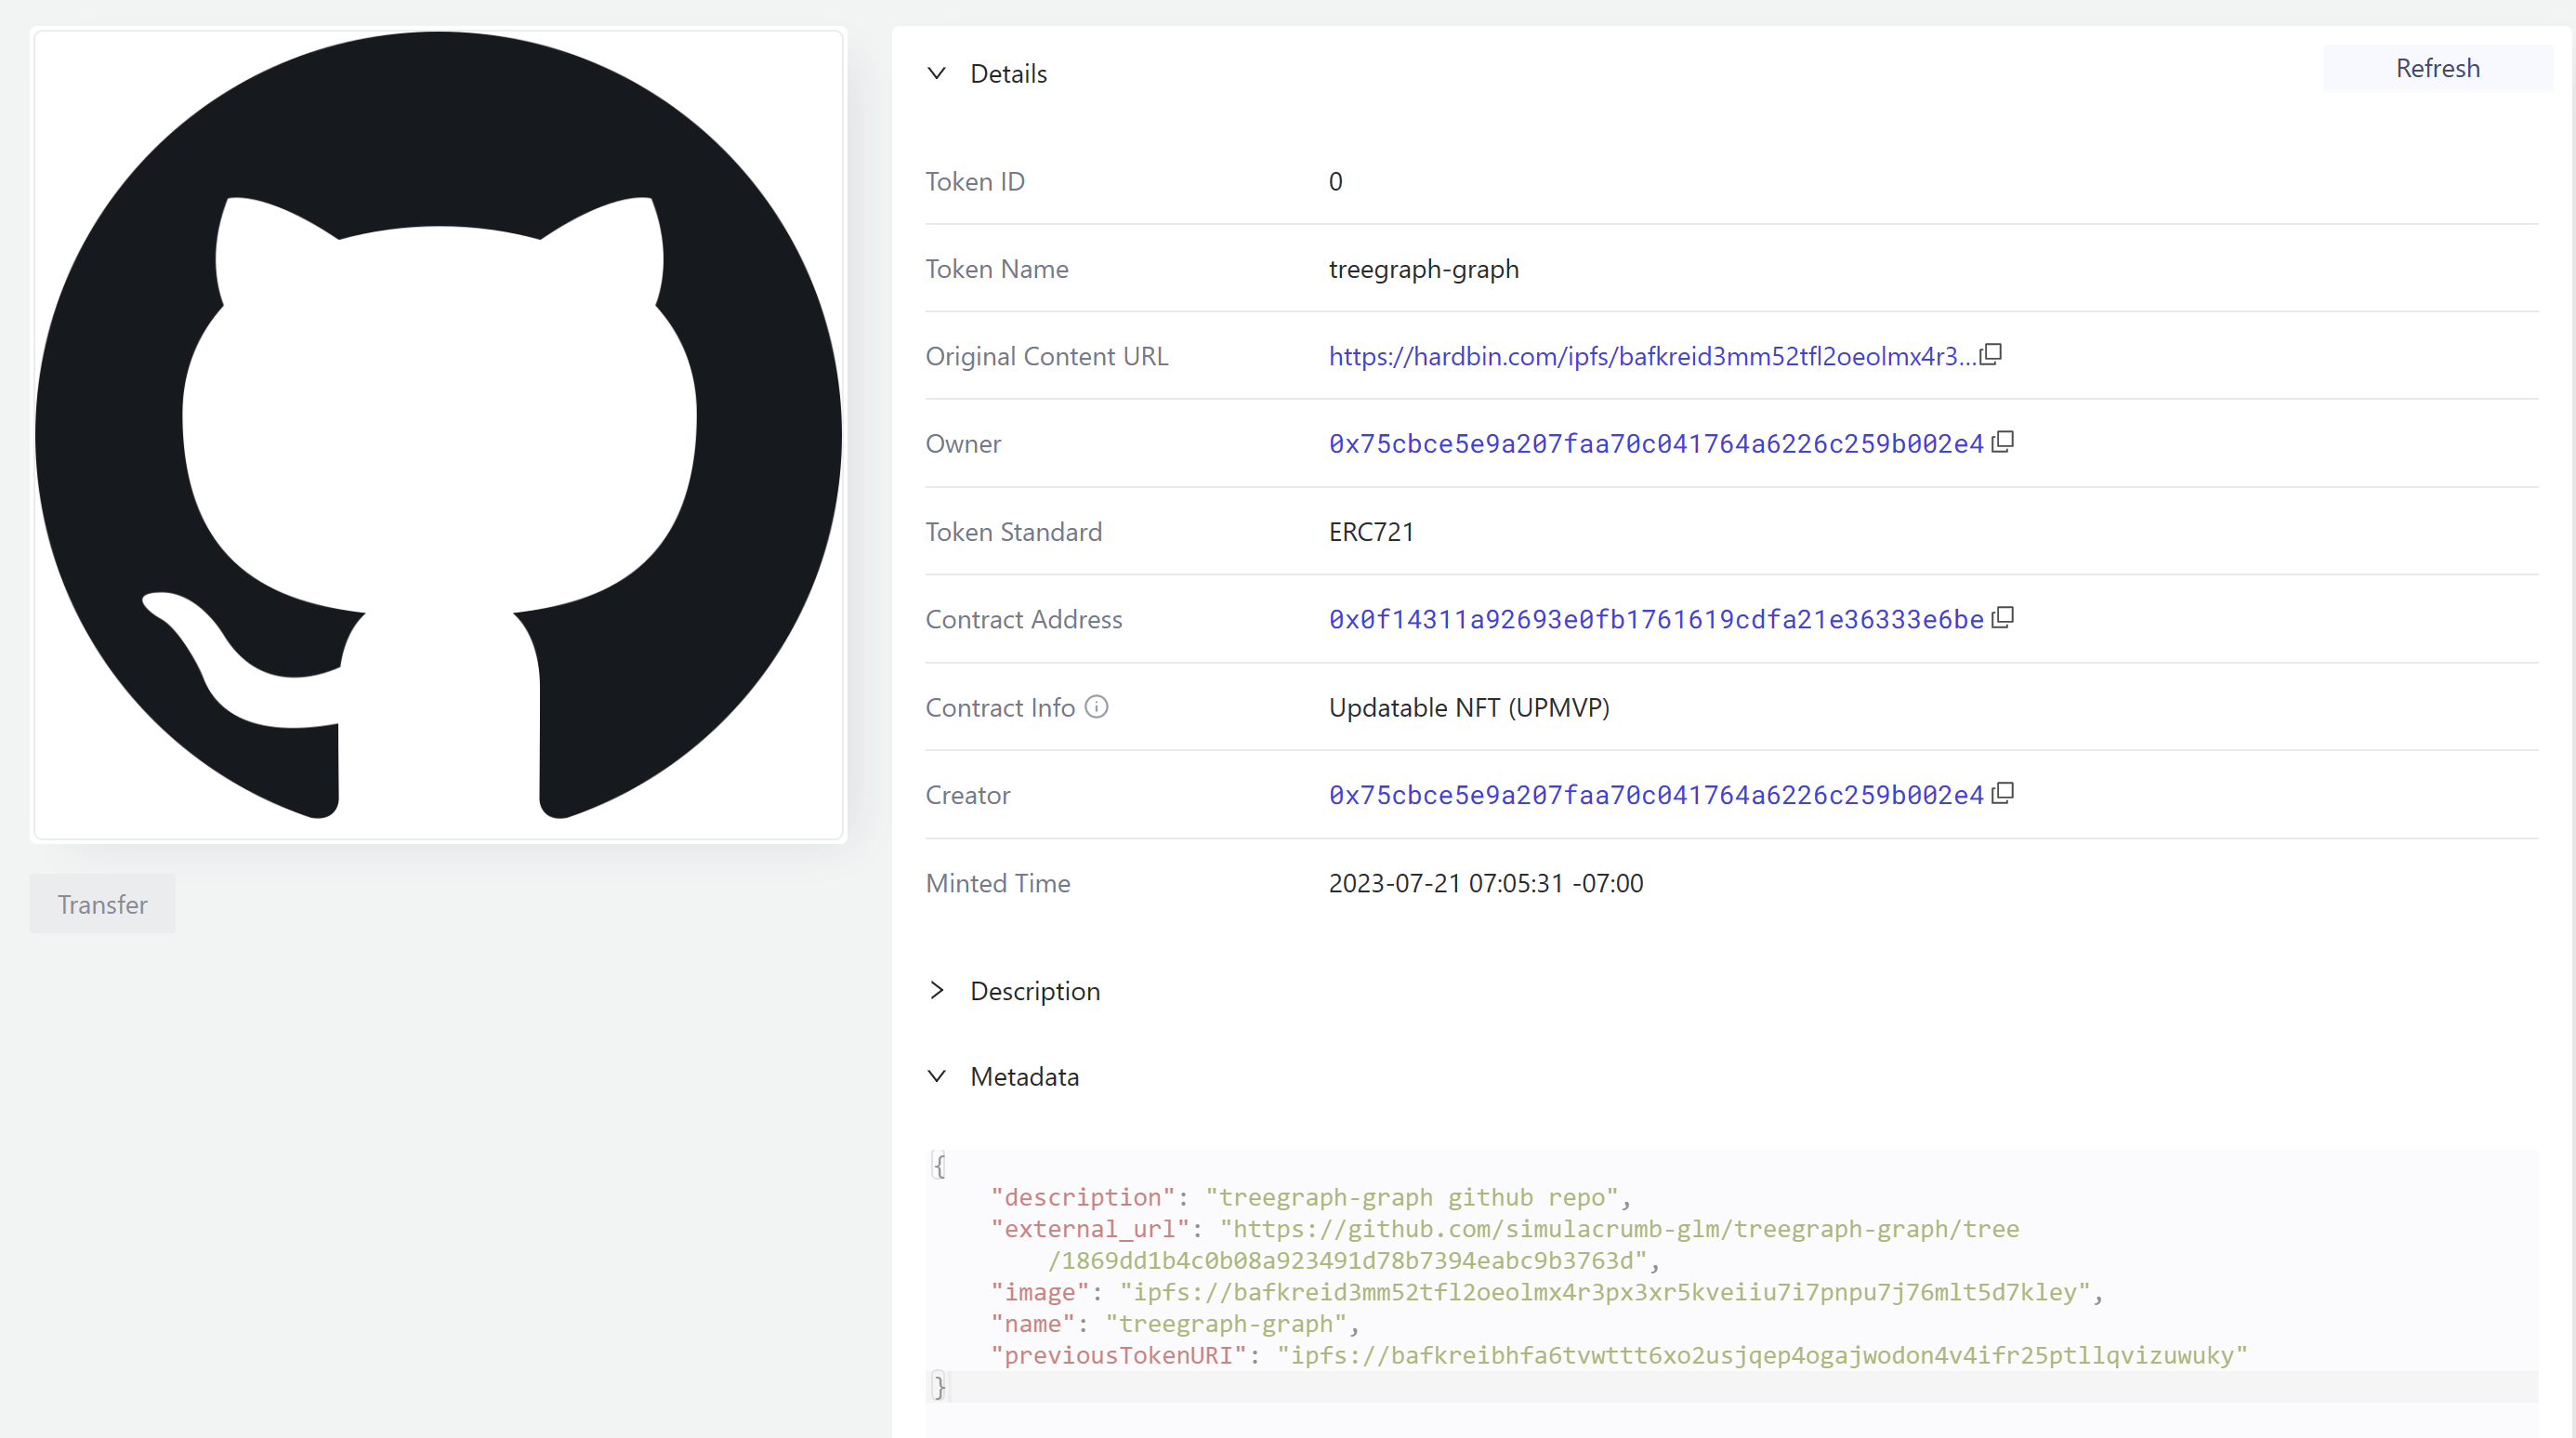 Details
Refresh
Token ID 0
Token Name treegraph-graph
Original Content URL https://hardbin.com/ipfs/bafkreid3mm52tfl2oeolmx4r3...
Owner 0x75cbce5e9a207faa70c041764a6226c259b002e4
Token Standard ERC721
Contract Address 0x0f14311a92693e0fb1761619cdfa21e36333e6be
Contract Info Updatable NFT (UPMVP)
Creator 0x75cbce5e9a207faa70c041764a6226c259b002e4
Minted Time 2023-07-21 07:05:31 -07:00
Transfer
Description
Metadata
{
"description": "treegraph-graph github repo",
"external_url": "https://github.com/simulacrumb-glm/treegraph-graph/tree
/1869dd1b4c0b08a923491d78b7394eabc9b3763d",
"image": "ipfs://bafkreid3mm52tfl2oeolmx4r3px3xr5kveiiu7i7pnpu7j76mlt5d7kley",
"name": "treegraph-graph",
"previousTokenURI": "ipfs://bafkreibhfa6tvwttt6xo2usjqep4ogajwodon4v4ifr25ptllqvizuwuky"
}